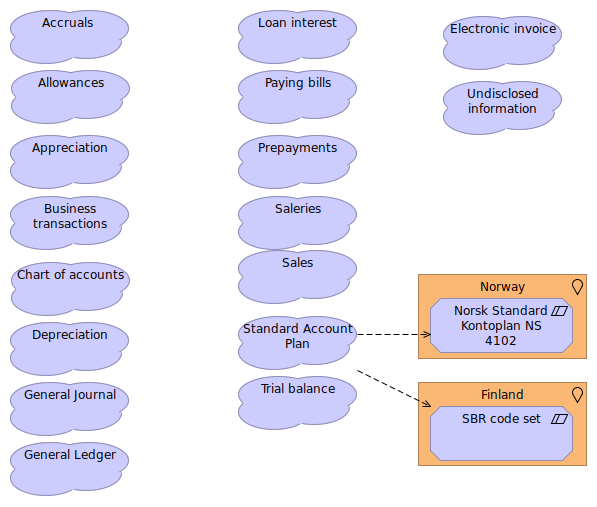 Accruals
Allowances
Appreciation
Business
transactions
Chart of accounts
Depreciation
General Journal
General Ledger
Loan interest
Paying bills
Prepayments
Saleries
Sales
Standard Account
Plan
Trial balance
Electronic invoice
Undisclosed
information
Norway
Norsk Standard
Kontoplan NS
4102
Finland
SBR code set